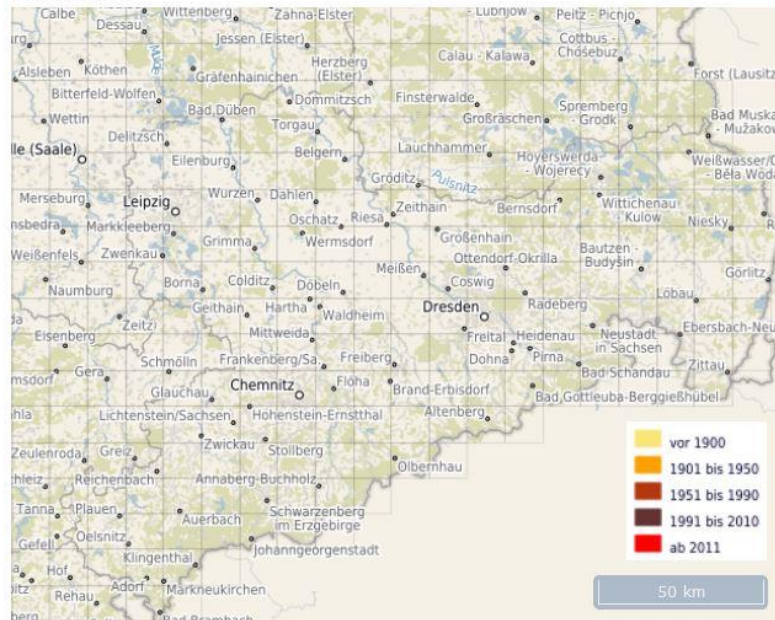 Calbe
Dessau
Wittenberg
Zahna-Elster
Lübnow
Peitz - Picnjo
Jessen (Elster)
Cottbus -
Chóśebuz
Calau - Kalawa
Herzberg
(Elster)
Alsleben
Köthen
Mulde
Gräfenhainichen
Forst (Lausitz
Bitterfeld-Wolfen
Dommitzsch
Finsterwalde
Wettin
Bad Düben
Großräschen
Spremberg
- Grodk
Bad Muska
- Mužakow
Torgau
Delitzsch
lle (Saale)
Eilenburg
Belgern
Lauchhammer
Hoyerswerda
- Wojerecy
Weißwasser/O
- Běła Woda
Gröditz
Pulsnitz
Merseburg
Leipzig
Wurzen
Dahlen
Zeithain
Bernsdorf
Wittichenau
- Kulow
Oschatz
Riesa
Niesky
R
nsbedra
Markkleeberg
Grimma
Wermsdorf
Großenhain
Weißenfels
Zwenkau
Ottendorf-Okrilla
Bautzen -
Budyšin
Meißen
Naumburg
Borna
Colditz
Döbeln
Coswig
Görlitz
Geithain
Hartha
Waldheim
Dresden
Radeberg
Löbau
Zeitz
Mittweida
Freital
Heidenau
Neustadt
in Sachsen
Ebersbach-Neu
Eisenberg
Dohna
Pirna
Schmölln
Frankenberg/Sa.
Freiberg
Bad Schandau
Zittau
msdorf
Gera
Glauchau
Chemnitz
Flöha
Brand-Erbisdorf
Bad Gottleuba-Berggießhübel
hla
Lichtenstein/Sachsen
Hohenstein-Ernstthal
Altenberg
Zwickau
Stollberg
Zeulenroda
Greiz
Olbernhau
chleiz
Reichenbach
Annaberg-Buchholz
Tanna
Plauen
Auerbach
Schwarzenberg
im Erzgebirge
Gefell
Oelsnitz
Johanngeorgenstadt
Klingenthal
Hof
Adorf
Markneukirchen
Rehau
Bad Brambach
vor 1900
1901 bis 1950
1951 bis 1990
1991 bis 2010
ab 2011
50 km